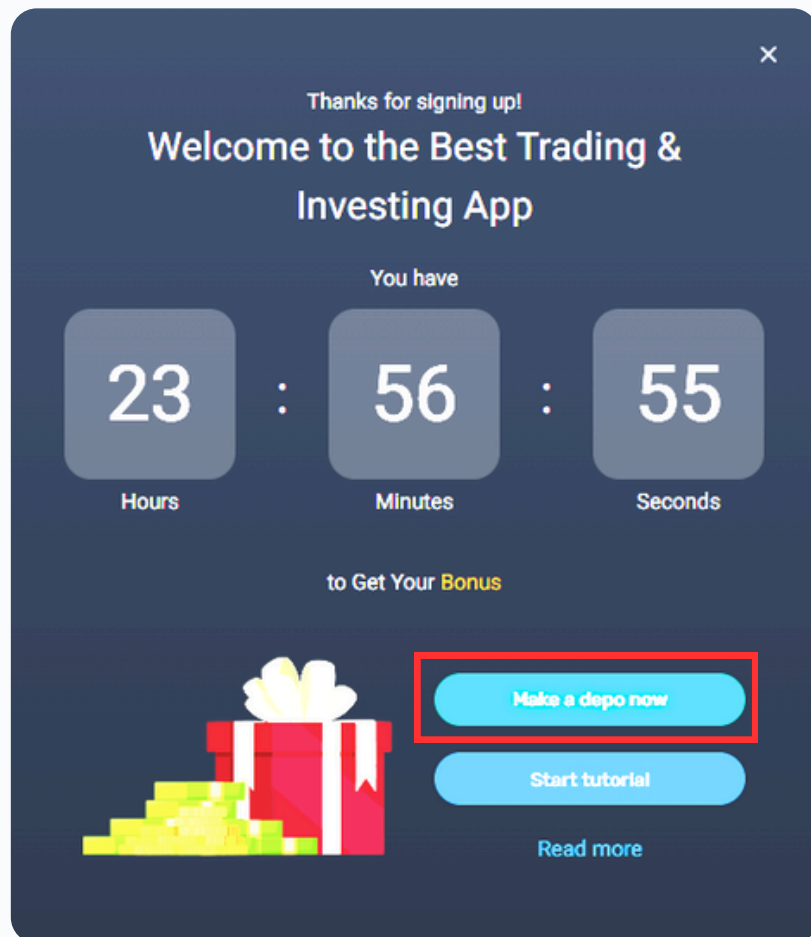 ×
Thanks for signing up!
Welcome to the Best Trading &
Investing App
You have
23 : 56 : 55
Hours Minutes Seconds
to Get Your Bonus
Make a depo now
Start tutorial
Read more